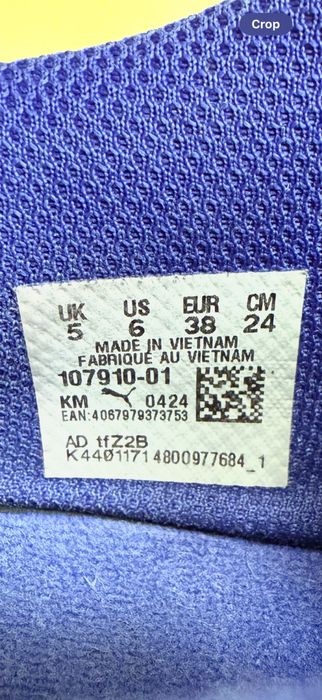 Crop
UK US EUR CM
5 6 38 24
MADE IN VIETNAM
FABRIQUÉ AU VIETNAM
107910-01
KM 0424
EAN:4067979373753
AD tfZ2B
K4401171 4800977684_1